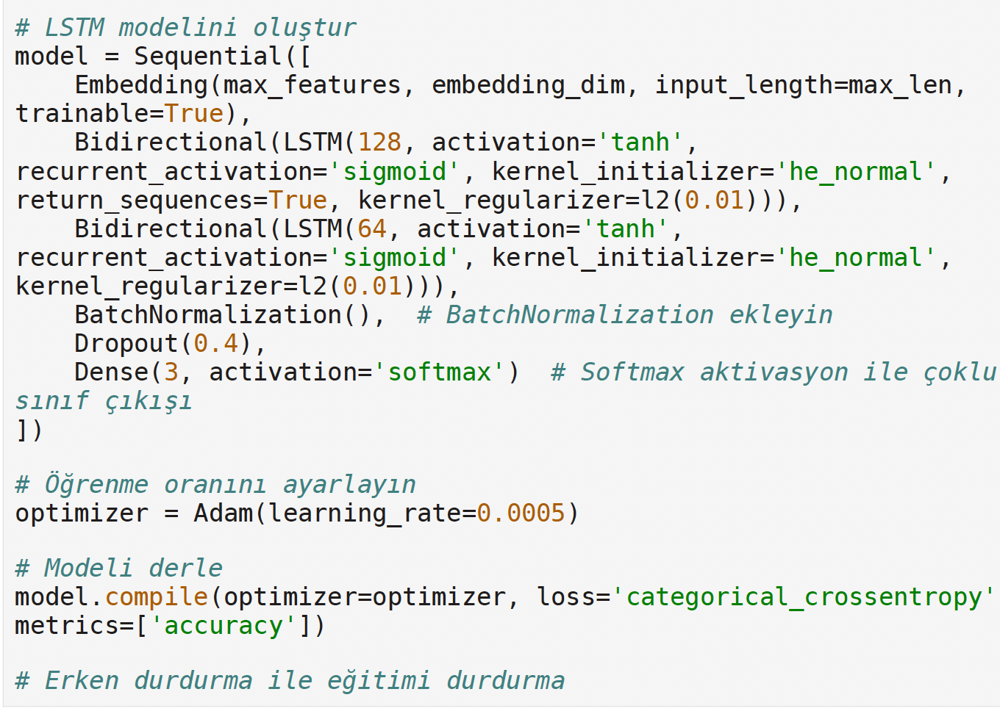 # LSTM modelini oluştur
model = Sequential([
    Embedding(max_features, embedding_dim, input_length=max_len,
trainable=True),
    Bidirectional(LSTM(128, activation='tanh',
recurrent_activation='sigmoid', kernel_initializer='he_normal',
return_sequences=True, kernel_regularizer=l2(0.01))),
    Bidirectional(LSTM(64, activation='tanh',
recurrent_activation='sigmoid', kernel_initializer='he_normal',
kernel_regularizer=l2(0.01))),
    BatchNormalization(),  # BatchNormalization ekleyin
    Dropout(0.4),
    Dense(3, activation='softmax')  # Softmax aktivasyon ile çoklu
sınıf çıkışı
])

# Öğrenme oranını ayarlayın
optimizer = Adam(learning_rate=0.0005)

# Modeli derle
model.compile(optimizer=optimizer, loss='categorical_crossentropy'
metrics=['accuracy'])

# Erken durdurma ile eğitimi durdurma